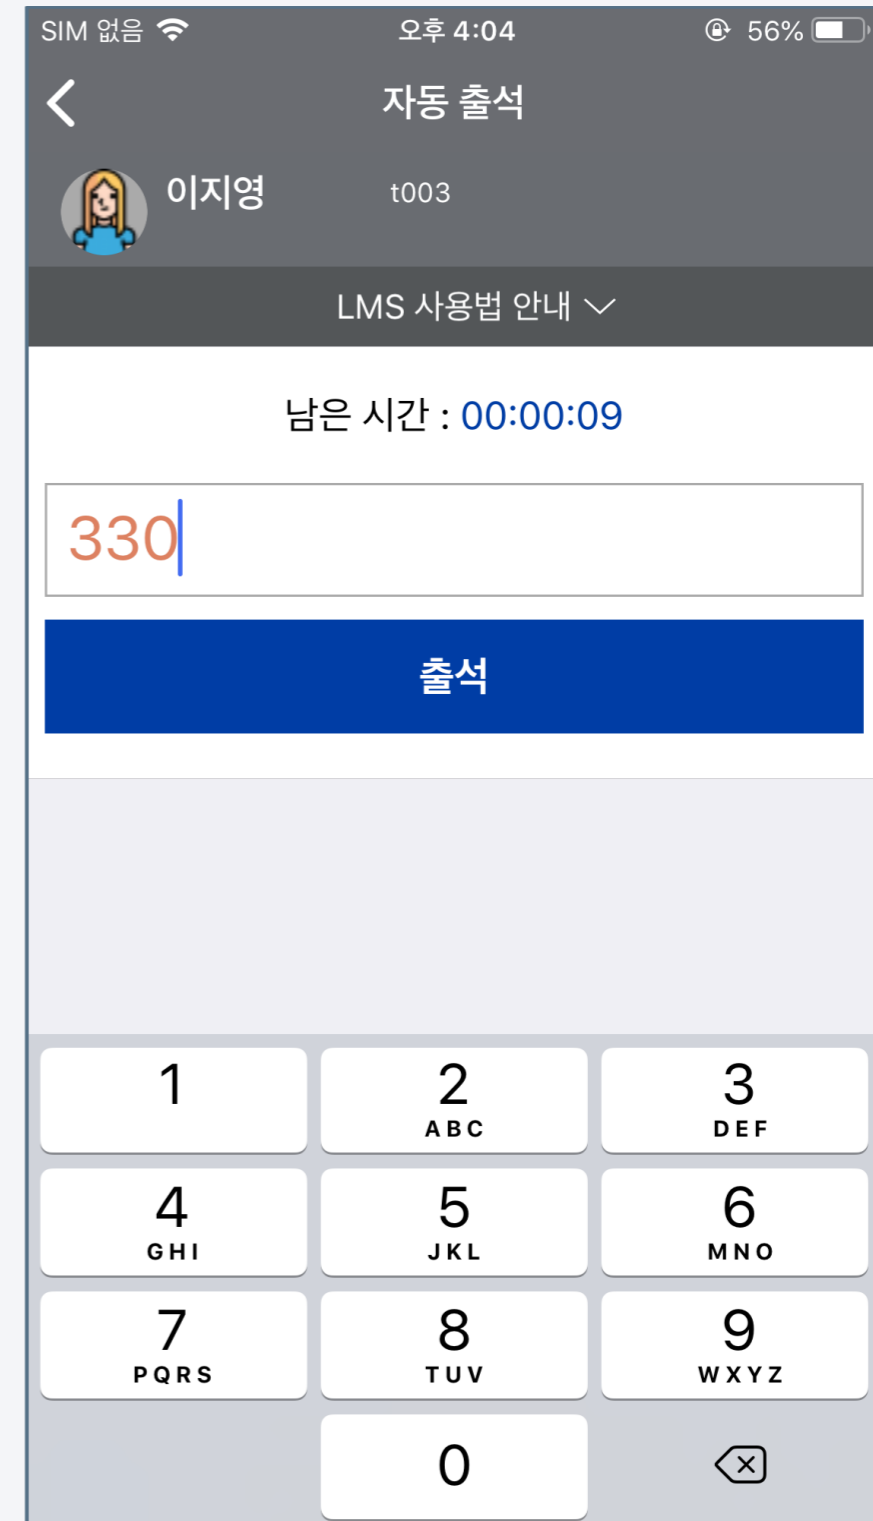 SIM 없음 오후 4:04 56%
자동 출석
이지영 t003
LMS 사용법 안내
남은 시간 : 00:00:09
330
출석
1 2 3
ABC DEF
4 5 6
GHI JKL MNO
7 8 9
PQRS TUV WXYZ
0